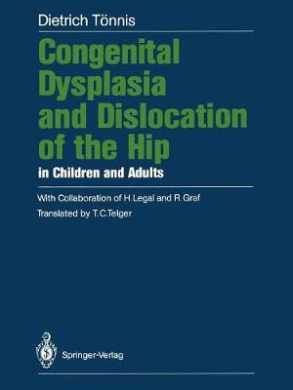 Dietrich Tönnis
Congenital
Dysplasia
and Dislocation
of the Hip
in Children and Adults
With Collaboration of H. Legal and R. Graf
Translated by T. C. Telger
Springer-Verlag